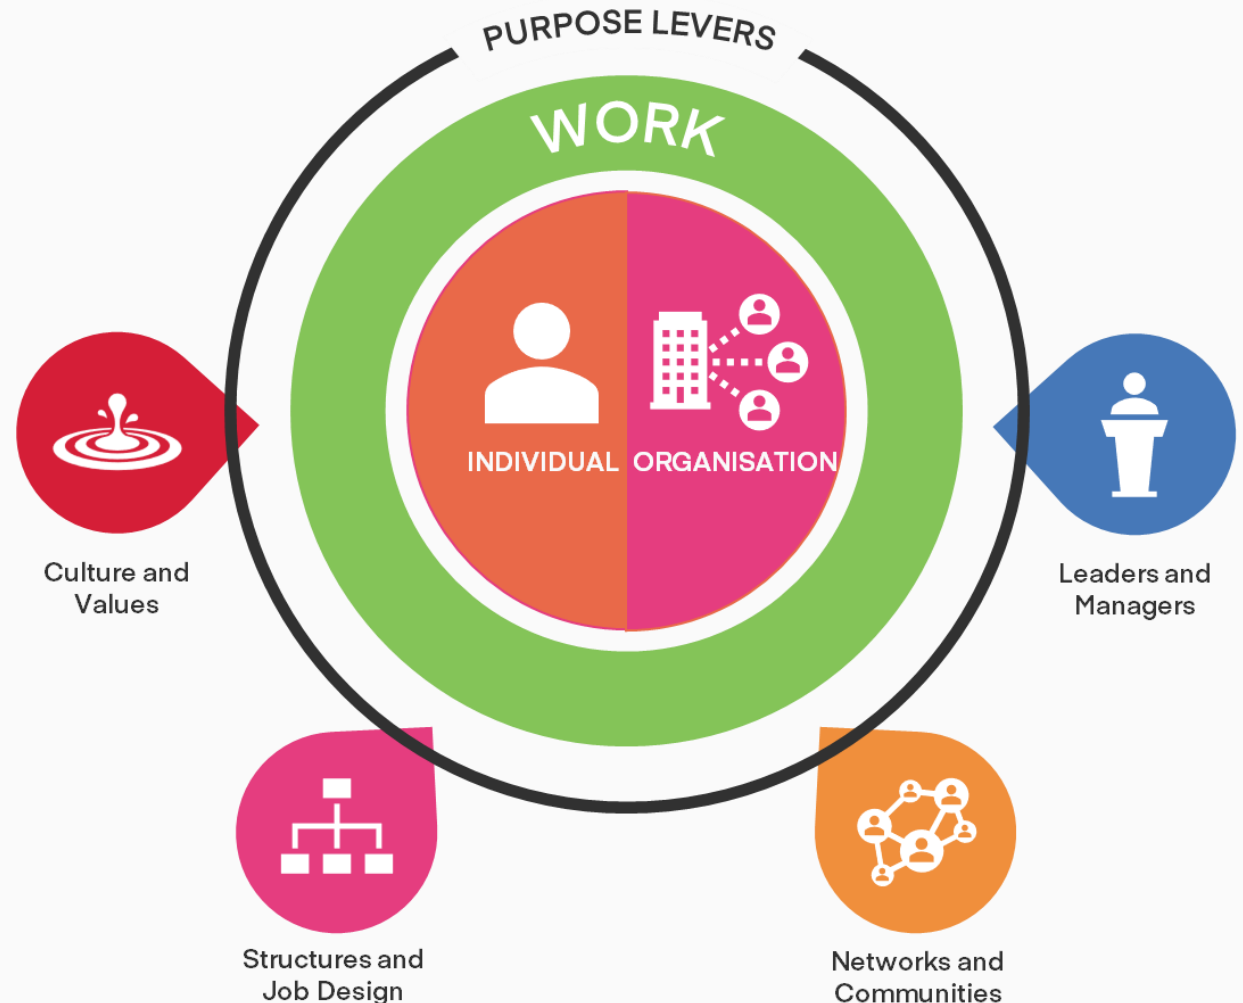 PURPOSE LEVERS
WORK
INDIVIDUAL
ORGANISATION
Culture and
Values
Leaders and
Managers
Structures and
Job Design
Networks and
Communities